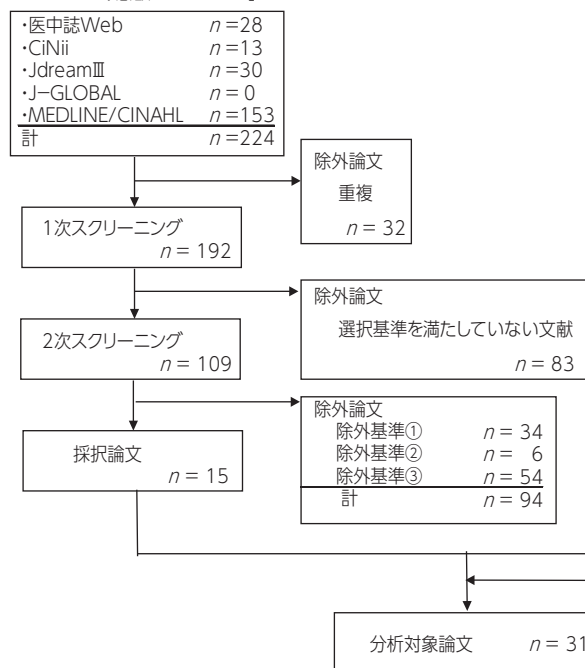 ・医中誌Web n=28
・CiNii n=13
・JdreamⅢ n=30
・J−GLOBAL n=0
・MEDLINE/CINAHL n=153
計 n=224
除外論文
重複
n = 32
1次スクリーニング
n = 192
除外論文
選択基準を満たしていない文献
n = 83
2次スクリーニング
n = 109
除外論文
除外基準① n = 34
除外基準② n = 6
除外基準③ n = 54
計 n = 94
採択論文
n = 15
分析対象論文 n = 31